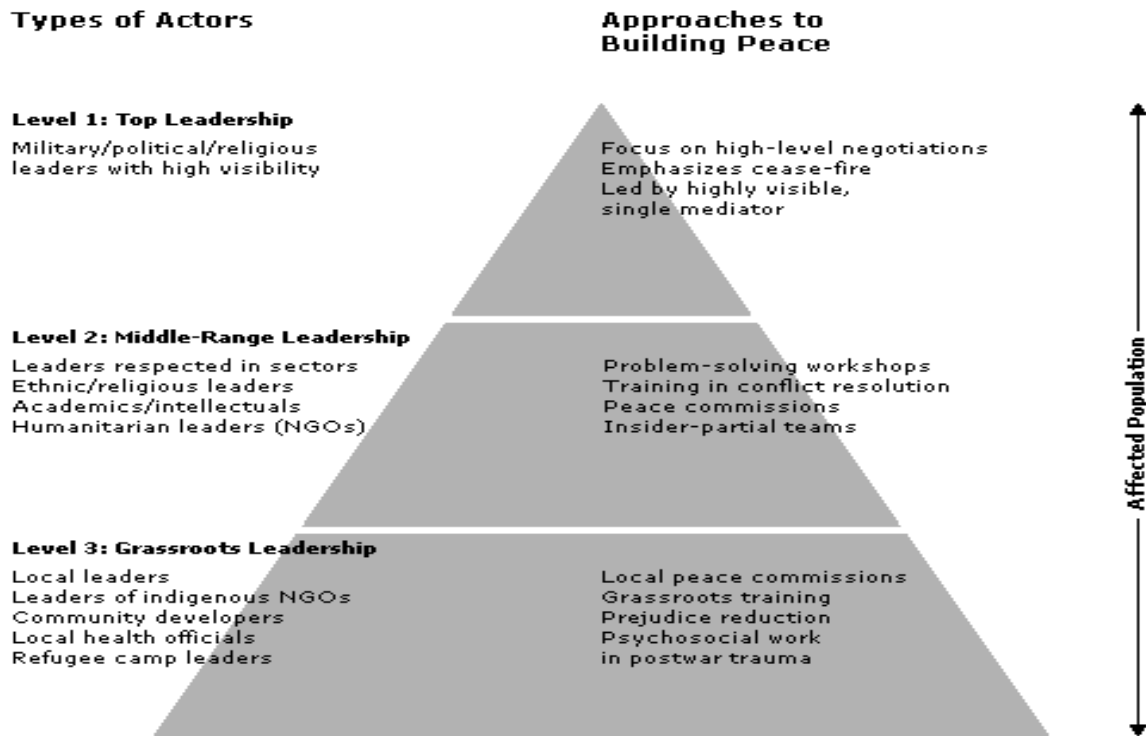 Types of Actors
Approaches to
Building Peace
Level 1: Top Leadership
Military/political/religious
leaders with high visibility
Focus on high-level negotiations
Emphasizes cease-fire
Led by highly visible,
single mediator
Level 2: Middle-Range Leadership
Leaders respected in sectors
Ethnic/religious leaders
Academics/intellectuals
Humanitarian leaders (NGOs)
Problem-solving workshops
Training in conflict resolution
Peace commissions
Insider-partial teams
Level 3: Grassroots Leadership
Local leaders
Leaders of indigenous NGOs
Community developers
Local health officials
Refugee camp leaders
Local peace commissions
Grassroots training
Prejudice reduction
Psychosocial work
in postwar trauma
Affected Population